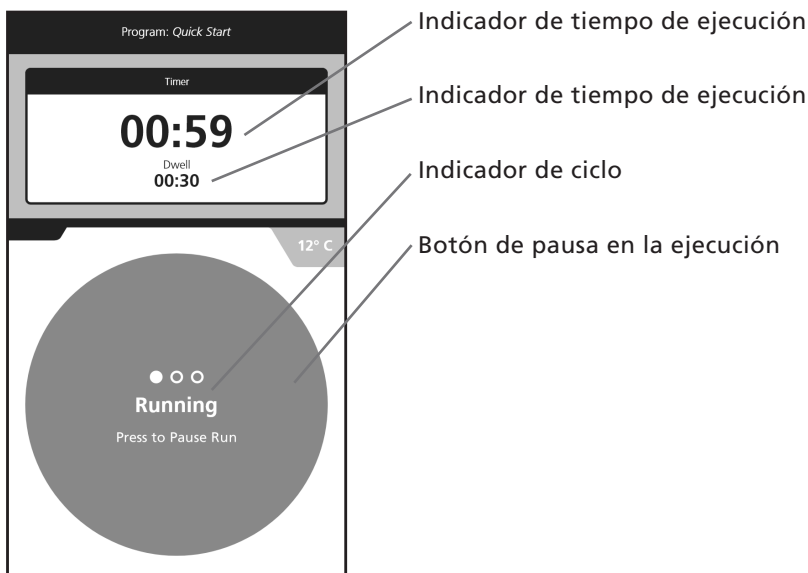 Program: Quick Start
Timer
00:59
Dwell
00:30
12° C
Running
Press to Pause Run
Indicador de tiempo de ejecución
Indicador de tiempo de ejecución
Indicador de ciclo
Botón de pausa en la ejecución